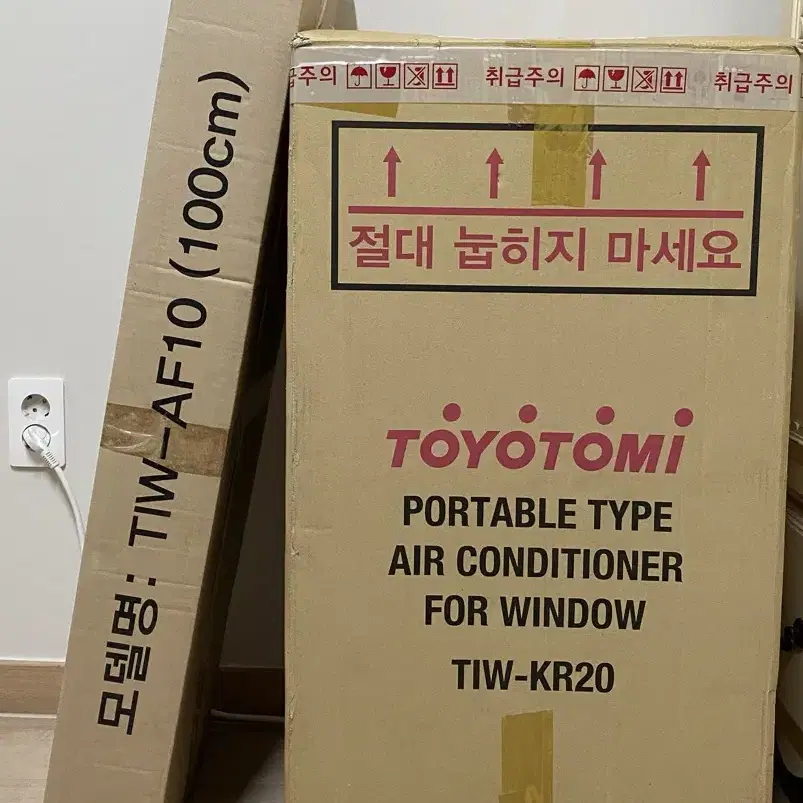 모델명: TIW-AF10 (100cm)
급주의 취급주의 취급주의
절대 눕히지 마세요
TOYOTOMI
PORTABLE TYPE
AIR CONDITIONER
FOR WINDOW
TIW-KR20